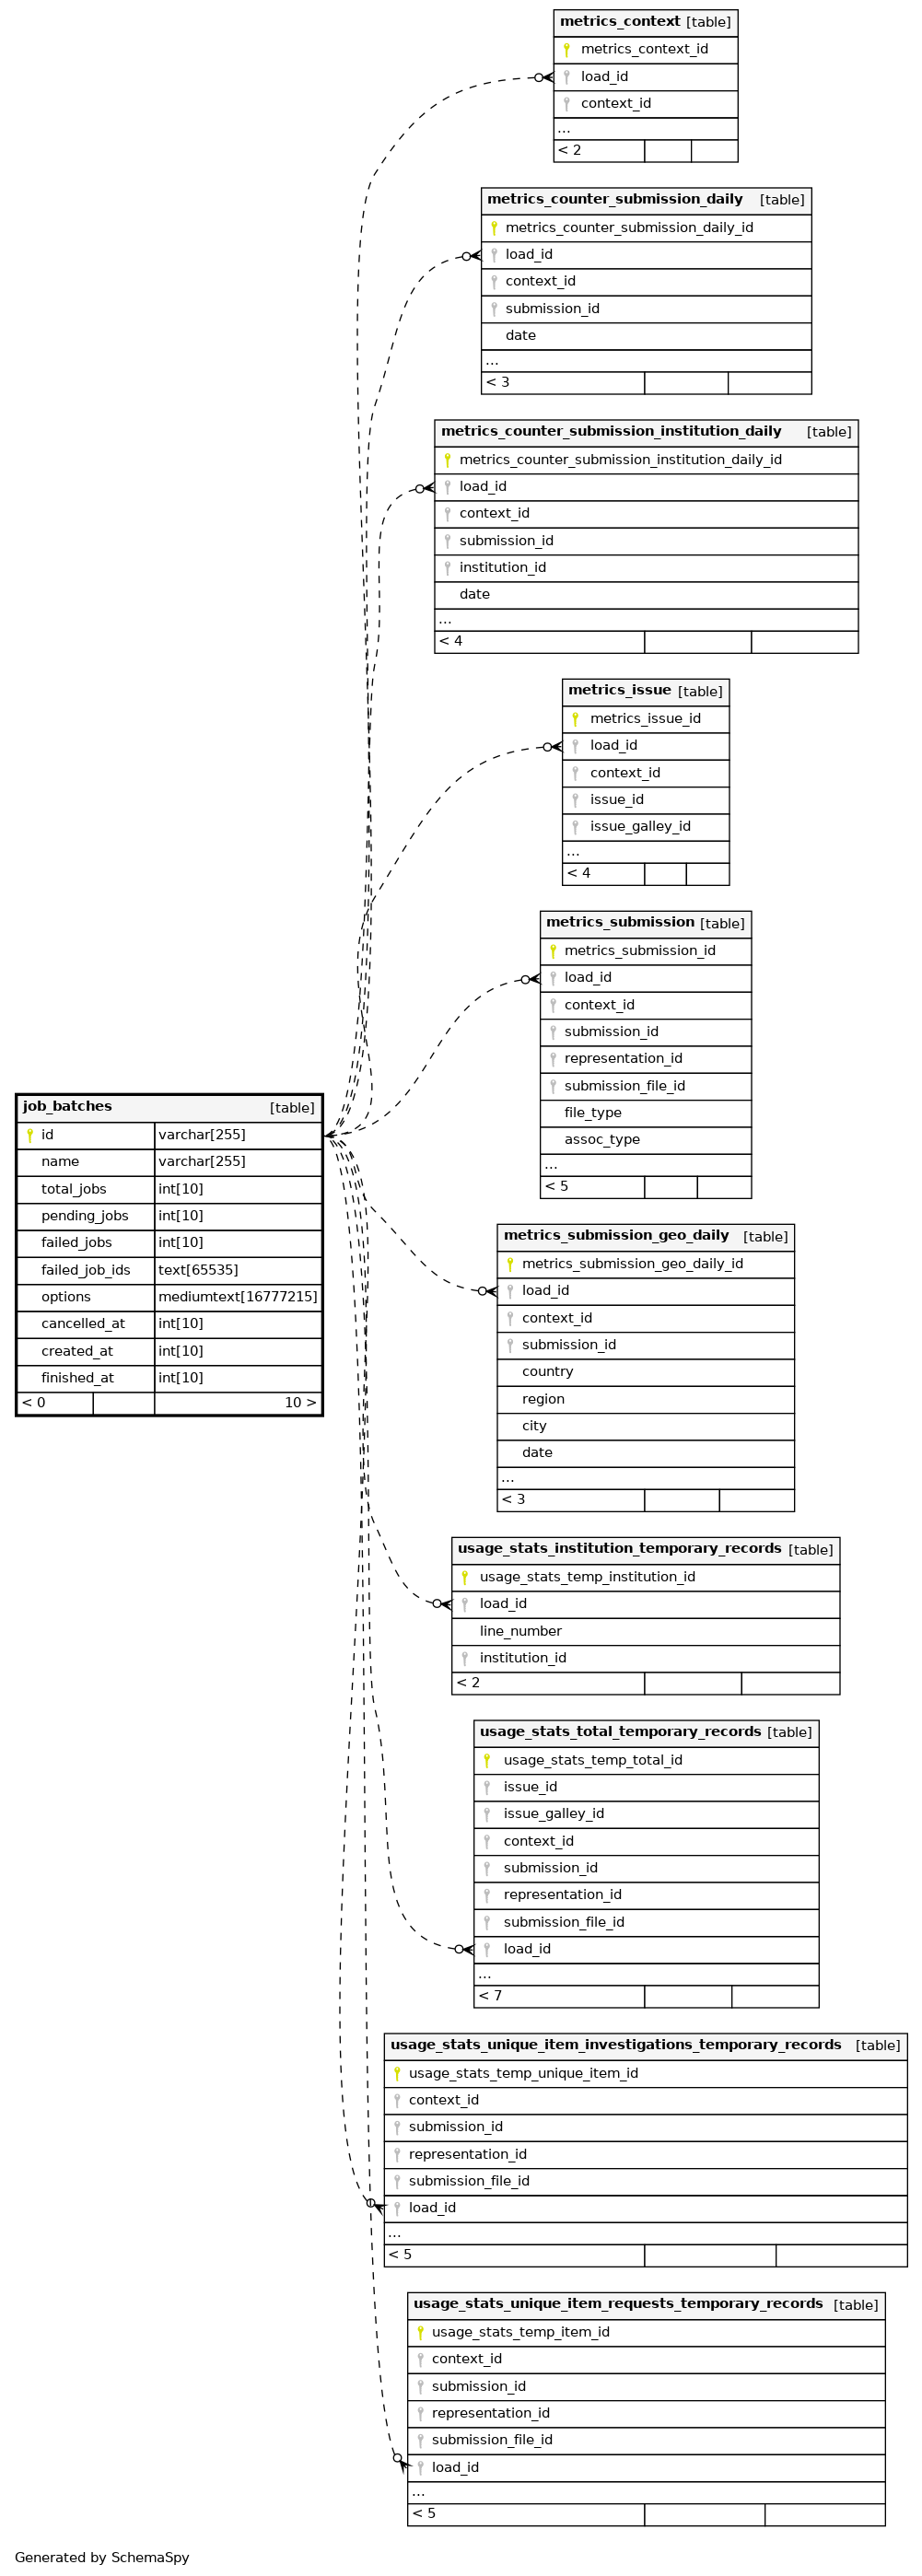 metrics_context [table]
metrics_context_id
load_id
context_id
...
< 2
metrics_counter_submission_daily [table]
metrics_counter_submission_daily_id
load_id
context_id
submission_id
date
...
< 3
metrics_counter_submission_institution_daily [table]
metrics_counter_submission_institution_daily_id
load_id
context_id
submission_id
institution_id
date
...
< 4
metrics_issue [table]
metrics_issue_id
load_id
context_id
issue_id
issue_galley_id
...
< 4
metrics_submission [table]
metrics_submission_id
load_id
context_id
submission_id
representation_id
submission_file_id
file_type
assoc_type
...
< 5
job_batches [table]
id varchar[255]
name varchar[255]
total_jobs int[10]
pending_jobs int[10]
failed_jobs int[10]
failed_job_ids text[65535]
options mediumtext[16777215]
cancelled_at int[10]
created_at int[10]
finished_at int[10]
< 0 10 >
metrics_submission_geo_daily [table]
metrics_submission_geo_daily_id
load_id
context_id
submission_id
country
region
city
date
...
< 3
usage_stats_institution_temporary_records [table]
usage_stats_temp_institution_id
load_id
line_number
institution_id
< 2
usage_stats_total_temporary_records [table]
usage_stats_temp_total_id
issue_id
issue_galley_id
context_id
submission_id
representation_id
submission_file_id
load_id
...
< 7
usage_stats_unique_item_investigations_temporary_records [table]
usage_stats_temp_unique_item_id
context_id
submission_id
representation_id
submission_file_id
load_id
...
< 5
usage_stats_unique_item_requests_temporary_records [table]
usage_stats_temp_item_id
context_id
submission_id
representation_id
submission_file_id
load_id
...
< 5
Generated by SchemaSpy